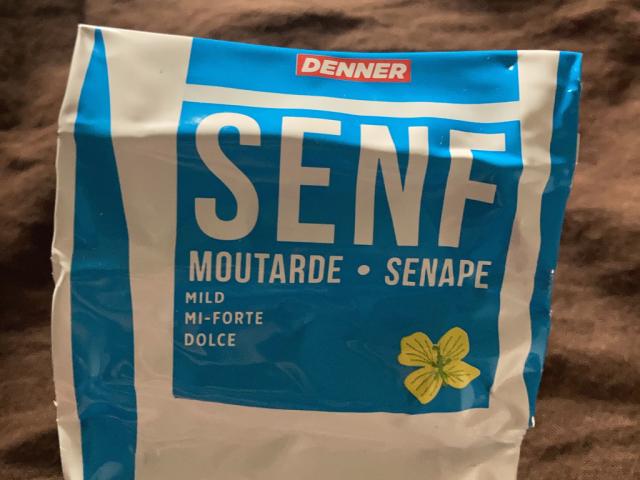 DENNER
SENF
MOUTARDE • SENAPE
MILD
MI-FORTE
DOLCE